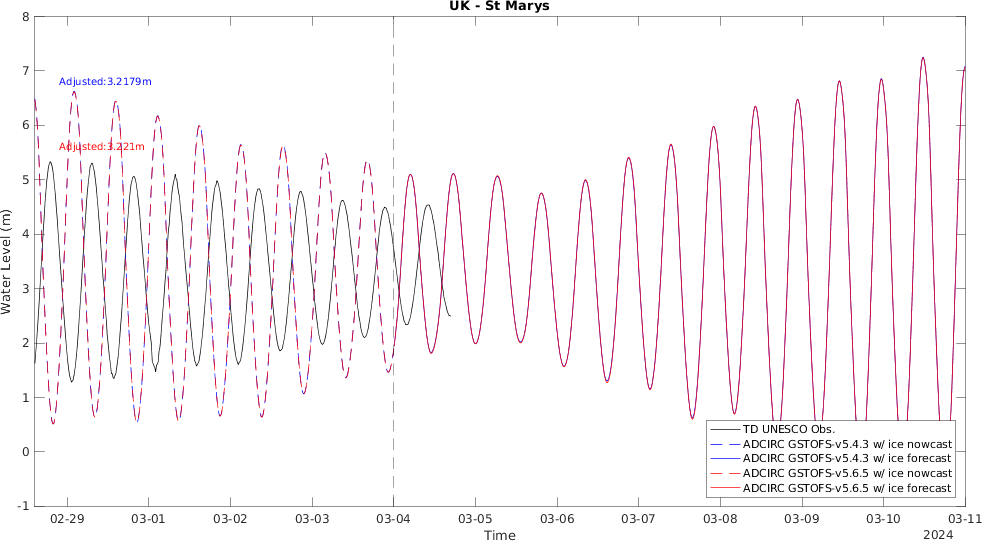 UK - St Marys
8
7
6
5
4
3
2
1
0
-1
Water Level (m)
Adjusted:3.2179m
Adjusted:3.221m
TD UNESCO Obs.
ADCIRC GSTOFS-v5.4.3 w/ ice nowcast
ADCIRC GSTOFS-v5.4.3 w/ ice forecast
ADCIRC GSTOFS-v5.6.5 w/ ice nowcast
ADCIRC GSTOFS-v5.6.5 w/ ice forecast
02-29 03-01 03-02 03-03 03-04 03-05 03-06 03-07 03-08 03-09 03-10 03-11
Time
2024